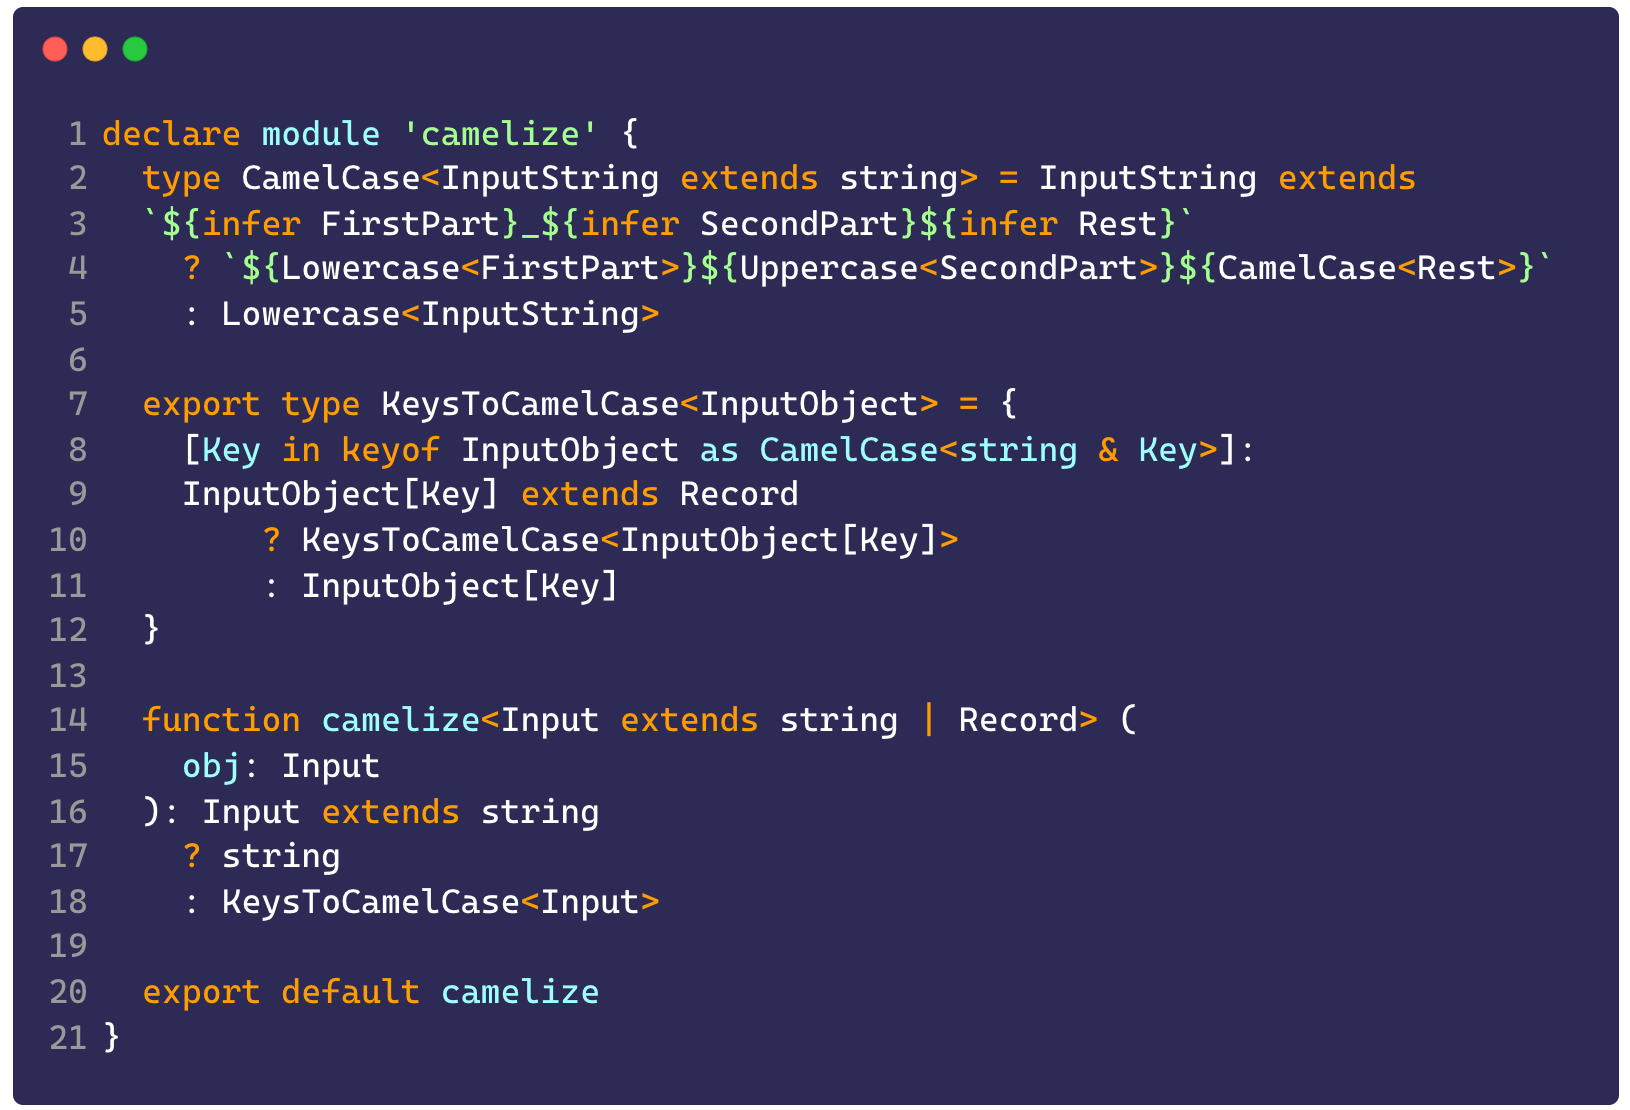 1 declare module 'camelize' {
2   type CamelCase<InputString extends string> = InputString extends
3   `${infer FirstPart}_${infer SecondPart}${infer Rest}`
4     ? `${Lowercase<FirstPart>}${Uppercase<SecondPart>}${CamelCase<Rest>}`
5     : Lowercase<InputString>
6
7   export type KeysToCamelCase<InputObject> = {
8     [Key in keyof InputObject as CamelCase<string & Key>]:
9     InputObject[Key] extends Record
10         ? KeysToCamelCase<InputObject[Key]>
11         : InputObject[Key]
12   }
13
14   function camelize<Input extends string | Record> (
15     obj: Input
16   ): Input extends string
17     ? string
18     : KeysToCamelCase<Input>
19
20   export default camelize
21 }